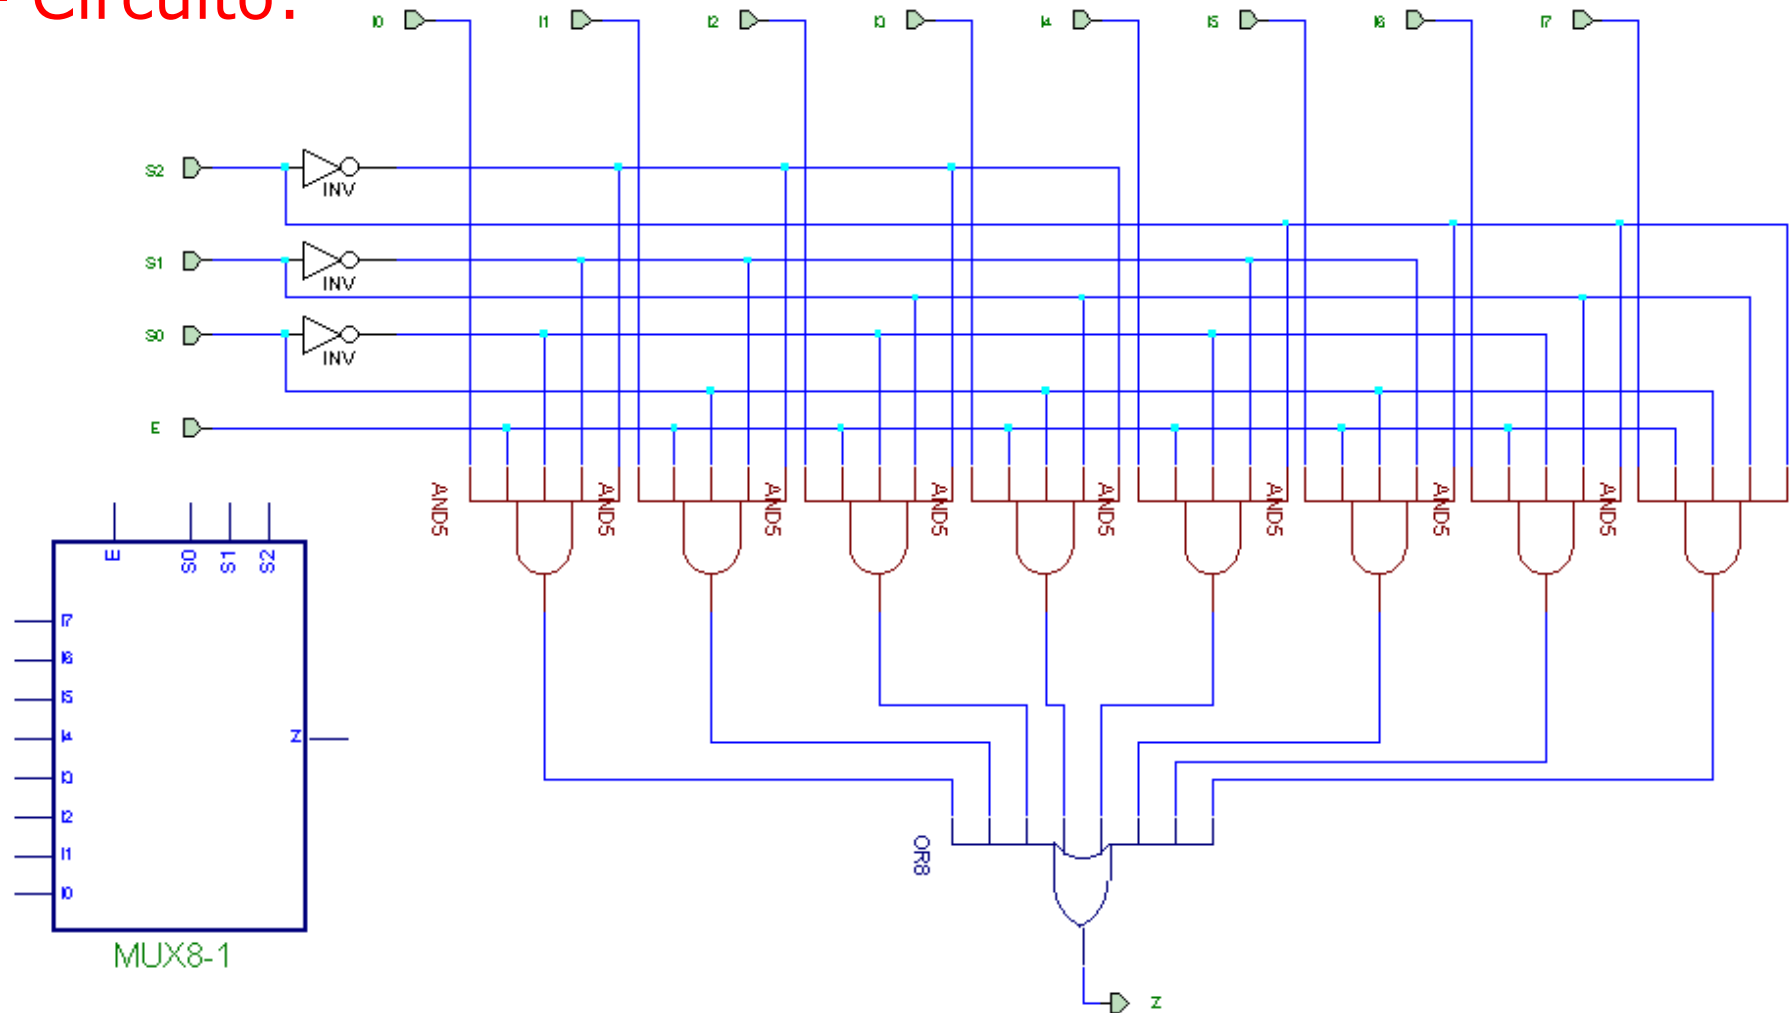 - Circuito:
I0 I1 I2 I3 I4 I5 I6 I7
S2
INV
S1
INV
S0
INV
E
AND5 AND5 AND5 AND5 AND5 AND5 AND5 AND5
E S0 S1 S2
I7
I6
I5
I4
Z
I3
I2
I1
I0
MUX8-1
OR8
Z